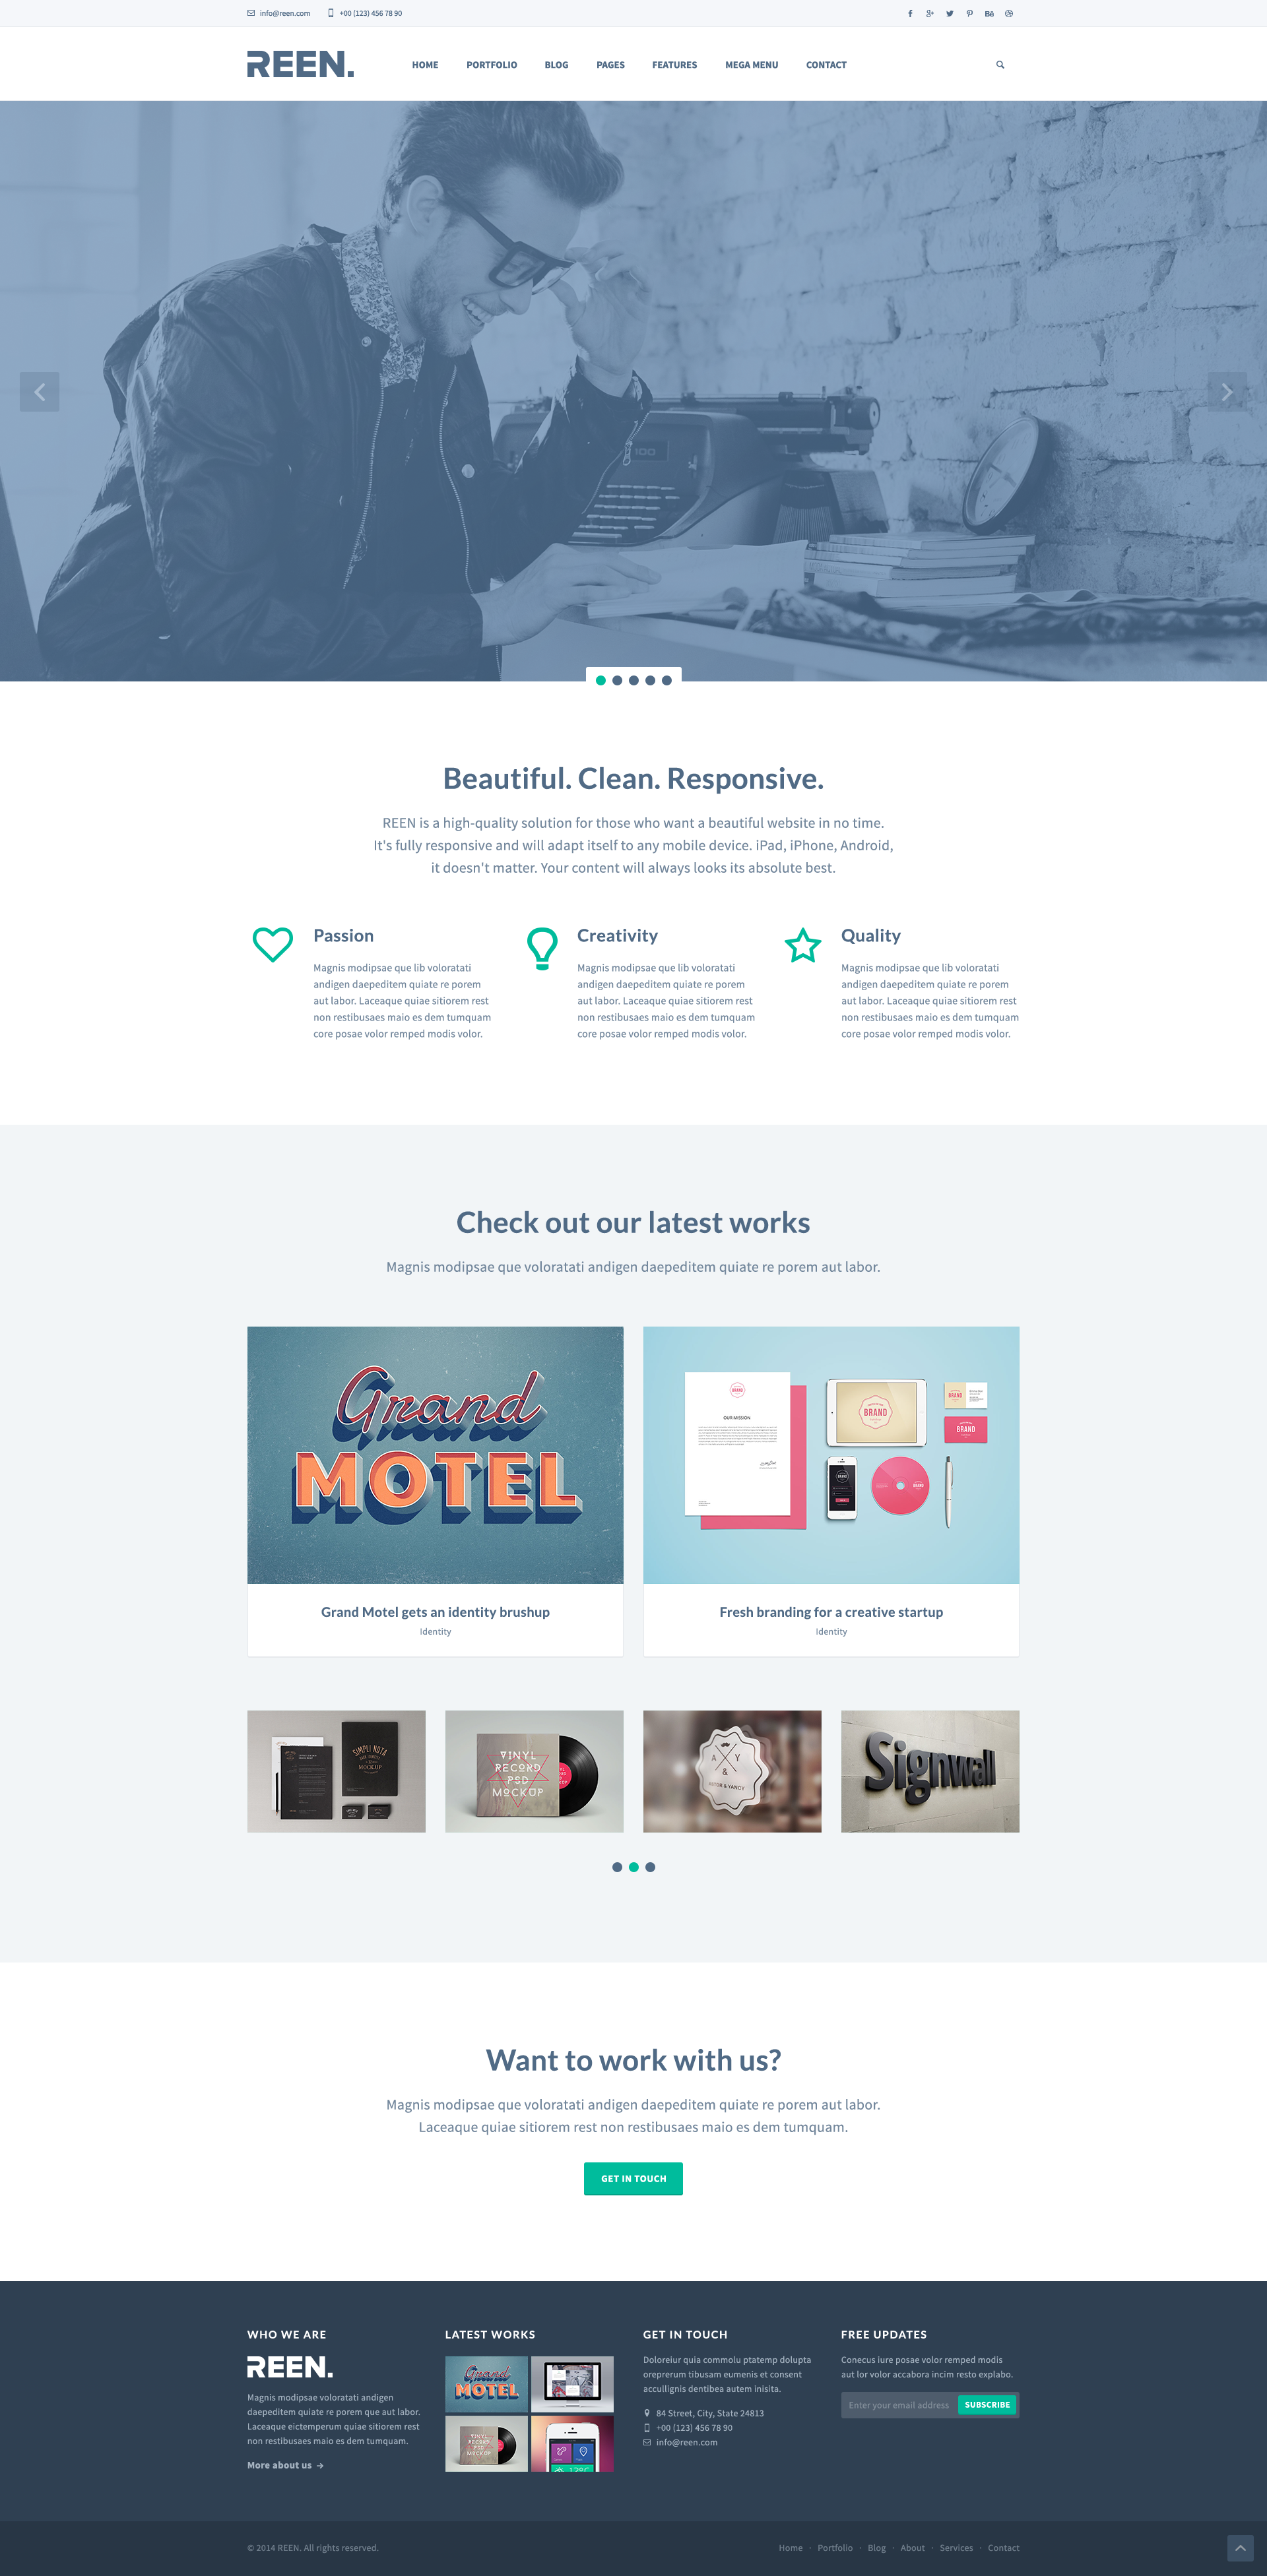 info@reen.com +00 (123) 456 78 90
REEN.
HOME PORTFOLIO BLOG PAGES FEATURES MEGA MENU CONTACT
100
Beautiful. Clean. Responsive.
REEN is a high-quality solution for those who want a beautiful website in no time.
It's fully responsive and will adapt itself to any mobile device. iPad, iPhone, Android,
it doesn't matter. Your content will always looks its absolute best.
Passion
Magnis modipsae que lib voloratati
andigen daepeditem quiate re porem
aut labor. Laceaque quiae sitiorem rest
non restibusaes maio es dem tumquam
core posae volor remped modis volor.
Creativity
Magnis modipsae que lib voloratati
andigen daepeditem quiate re porem
aut labor. Laceaque quiae sitiorem rest
non restibusaes maio es dem tumquam
core posae volor remped modis volor.
Quality
Magnis modipsae que lib voloratati
andigen daepeditem quiate re porem
aut labor. Laceaque quiae sitiorem rest
non restibusaes maio es dem tumquam
core posae volor remped modis volor.
Check out our latest works
Magnis modipsae que voloratati andigen daepeditem quiate re porem aut labor.
Grand
MOTEL
BRAND
OUR MISSION
BRAND
BRAND
BRAND
Grand Motel gets an identity brushup
Identity
Fresh branding for a creative startup
Identity
SIMPLI NOTA
MOCKUP
VINYL
RECORD
PSD
MOCKUP
A Y
&
ASTOR & YANCY
Signwall
Want to work with us?
Magnis modipsae que voloratati andigen daepeditem quiate re porem aut labor.
Laceaque quiae sitiorem rest non restibusaes maio es dem tumquam.
GET IN TOUCH
WHO WE ARE
REEN.
Magnis modipsae voloratati andigen
daepeditem quiate re porem que aut labor.
Laceaque eictemperum quiae sitiorem rest
non restibusaes maio es dem tumquam.
More about us
LATEST WORKS
Grand
MOTEL
VINYL
RECORD
PSD
MOCKUP
GET IN TOUCH
Doloreiur quia commolu ptatemp dolupta
oreprerum tibusam eumenis et consent
accullignis dentibea autem inisita.
84 Street, City, State 24813
+00 (123) 456 78 90
info@reen.com
FREE UPDATES
Conecus iure posae volor remped modis
aut lor volor accabora incim resto explabo.
Enter your email address SUBSCRIBE
© 2014 REEN. All rights reserved.
Home · Portfolio · Blog · About · Services · Contact